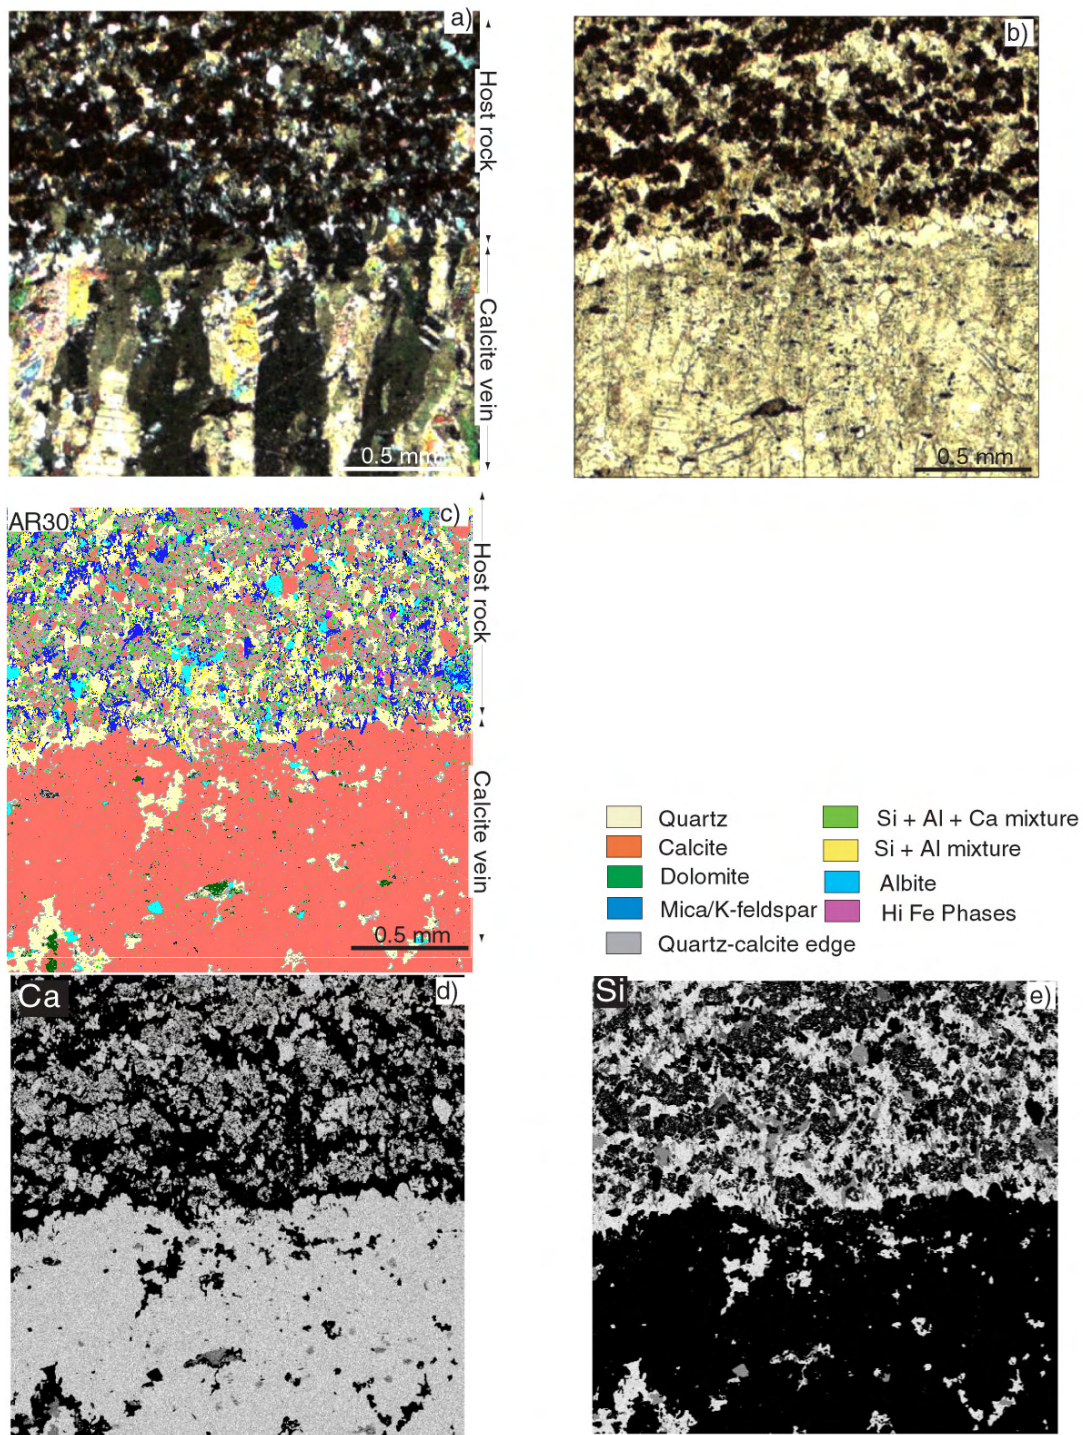 a)
Host rock
Calcite vein
0.5 mm
b)
0.5 mm
AR30
c)
Host rock
Calcite vein
0.5 mm
Quartz
Calcite
Dolomite
Mica/K-feldspar
Quartz-calcite edge
Si + Al + Ca mixture
Si + Al mixture
Albite
Hi Fe Phases
Ca
d)
Si
e)